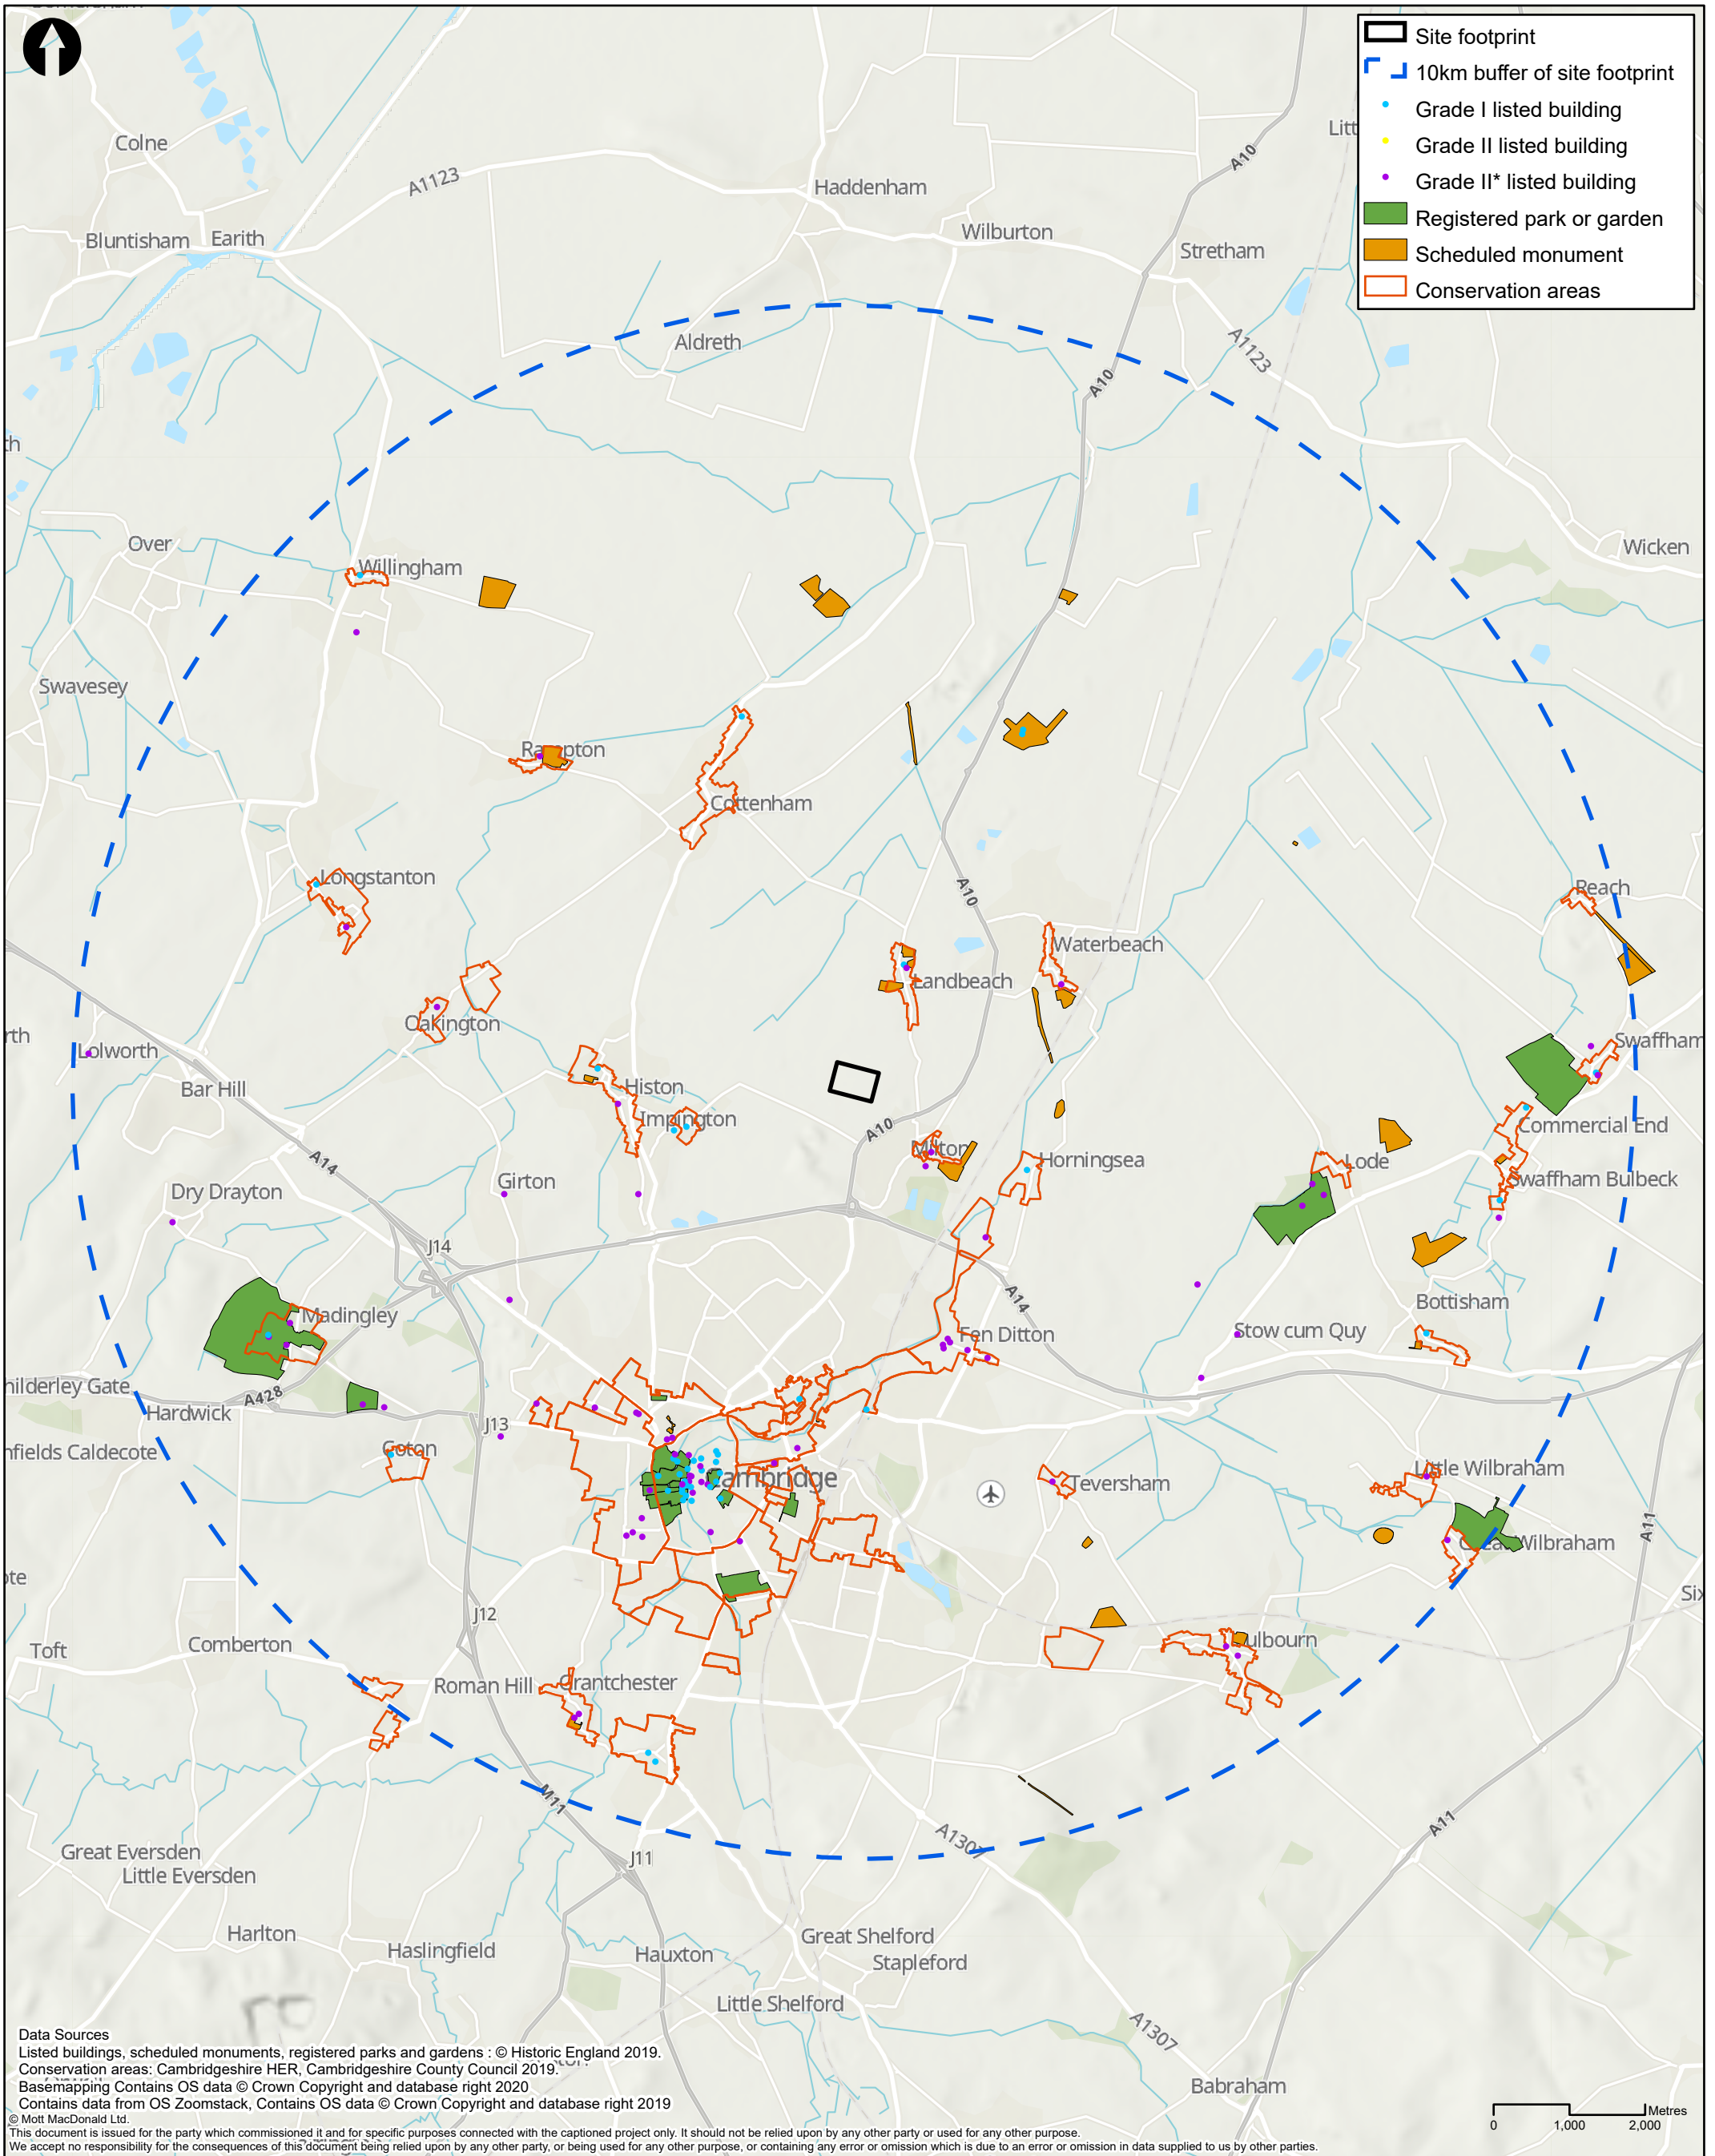 Site footprint
10km buffer of site footprint
Grade I listed building
Grade II listed building
Grade II* listed building
Registered park or garden
Scheduled monument
Conservation areas
Colne
A1123
A10
Haddenham
Bluntisham
Earith
Wilburton
Stretham
Aldreth
A1123
A10
Over
Willingham
Wicken
Swavesey
Cottenham
Longstanton
A10
Reach
Waterbeach
Landbeach
Oakington
Lolworth
Swaffham
Bar Hill
Histon
Impington
A10
Commercial End
Milton
Horningsea
Lode
A14
Girton
Dry Drayton
Swaffham Bulbeck
J14
A14
Bottisham
Madingley
Fen Ditton
Stow cum Quy
A428
Hardwick
J13
Coton
Cambridge
Teversham
Little Wilbraham
A11
Great Wilbraham
J12
Comberton
Toft
Roman Hill
Grantchester
M11
A1307
A11
J11
Great Eversden
Little Eversden
Harlton
Haslingfield
Hauxton
Great Shelford
Stapleford
Little Shelford
A1307
Babraham
Data Sources
Listed buildings, scheduled monuments, registered parks and gardens : © Historic England 2019.
Conservation areas: Cambridgeshire HER, Cambridgeshire County Council 2019.
Basemapping Contains OS data © Crown Copyright and database right 2020
Contains data from OS Zoomstack, Contains OS data © Crown Copyright and database right 2019
© Mott MacDonald Ltd.
This document is issued for the party which commissioned it and for specific purposes connected with the captioned project only. It should not be relied upon by any other party or used for any other purpose.
We accept no responsibility for the consequences of this document being relied upon by any other party, or being used for any other purpose, or containing any error or omission which is due to an error or omission in data supplied to us by other parties.
Metres
0 1,000 2,000